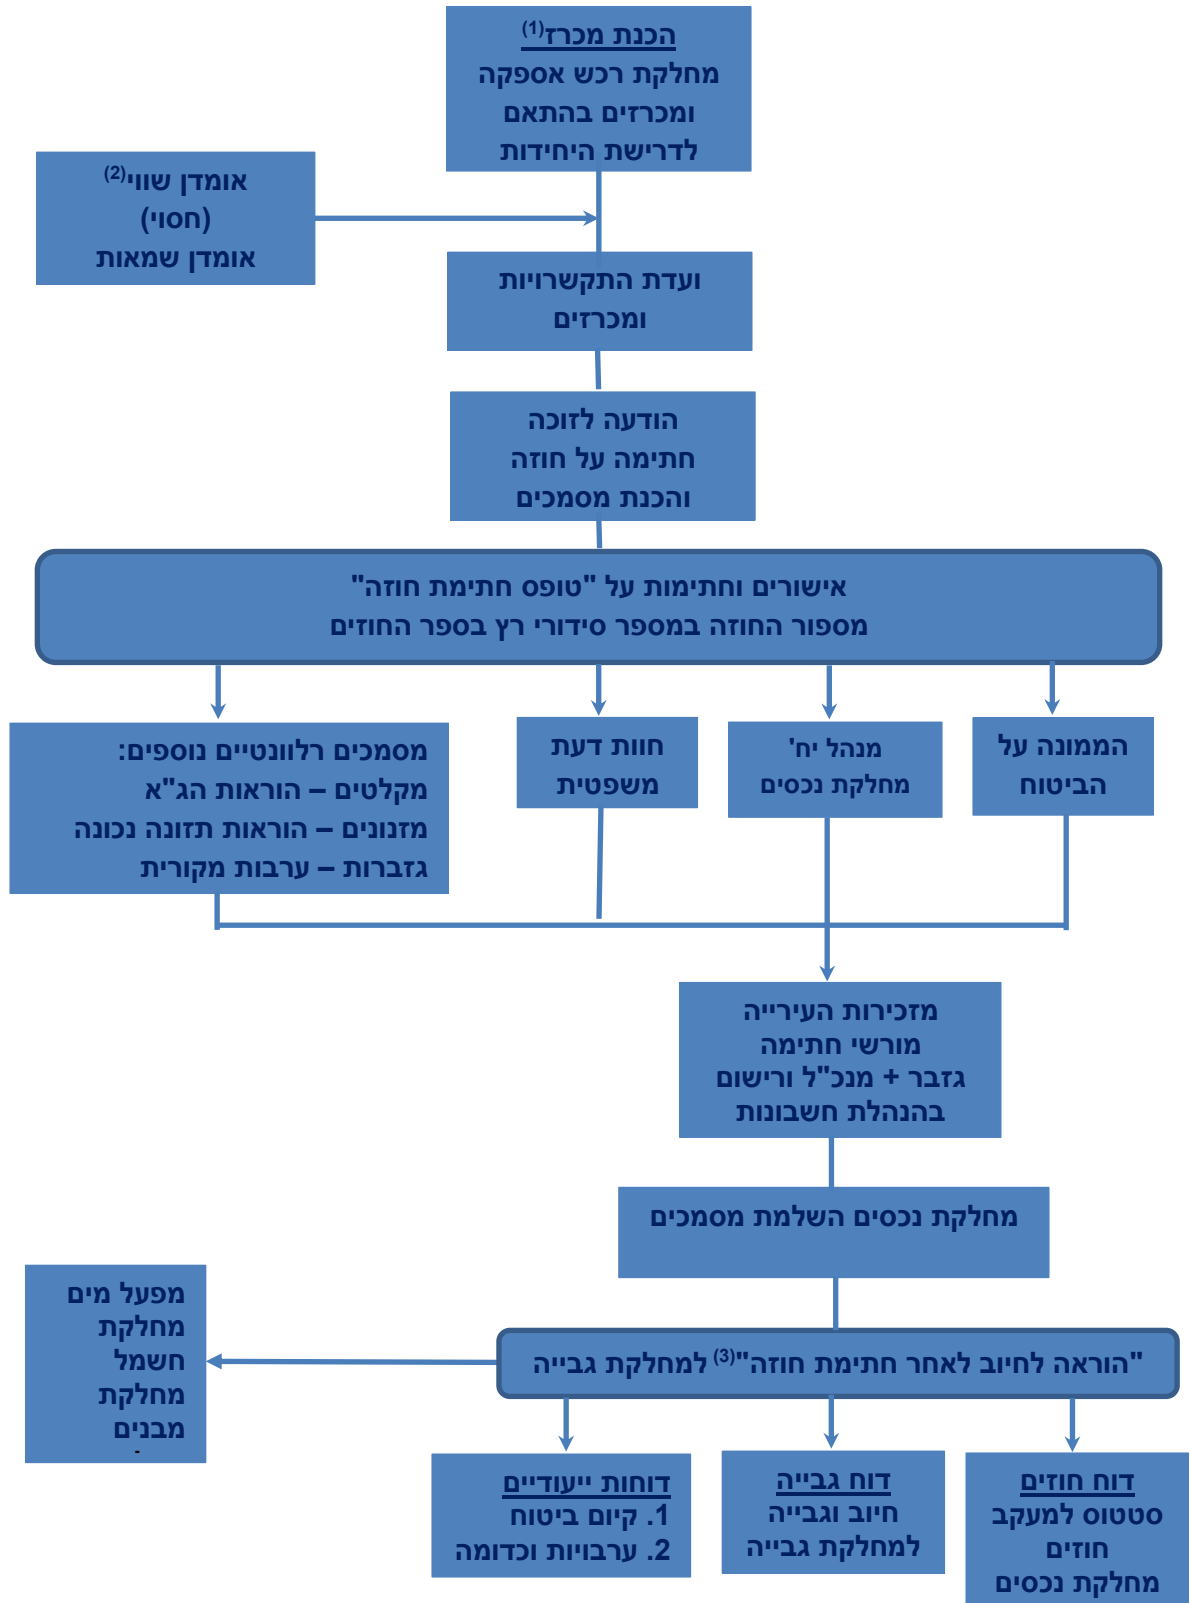 הכנת מכרז(1)
מחלקת רכש אספקה
ומכרזים בהתאם
לדרישת היחידות
אומדן שווי(2)
(חסוי)
אומדן שמאות
ועדת התקשרויות
ומכרזים
הודעה לזוכה
חתימה על חוזה
והכנת מסמכים
אישורים וחתימות על "טופס חתימת חוזה"
מספור החוזה במספר סידורי רץ בספר החוזים
הממונה על
הביטוח
מנהל יח'
מחלקת נכסים
חוות דעת
משפטית
מסמכים רלוונטיים נוספים:
מקלטים – הוראות הג"א
מזנונים – הוראות תזונה נכונה
גזברות – ערבות מקורית
מזכירות העירייה
מורשי חתימה
גזבר + מנכ"ל ורישום
בהנהלת חשבונות
מחלקת נכסים השלמת מסמכים
"הוראה לחיוב לאחר חתימת חוזה"(3) למחלקת גבייה
מפעל מים
מחלקת
חשמל
מחלקת
מבנים
דוח חוזים
סטטוס למעקב
חוזים
מחלקת נכסים
דוח גבייה
חיוב וגבייה
למחלקת גבייה
דוחות ייעודיים
1. קיום ביטוח
2. ערבויות וכדומה